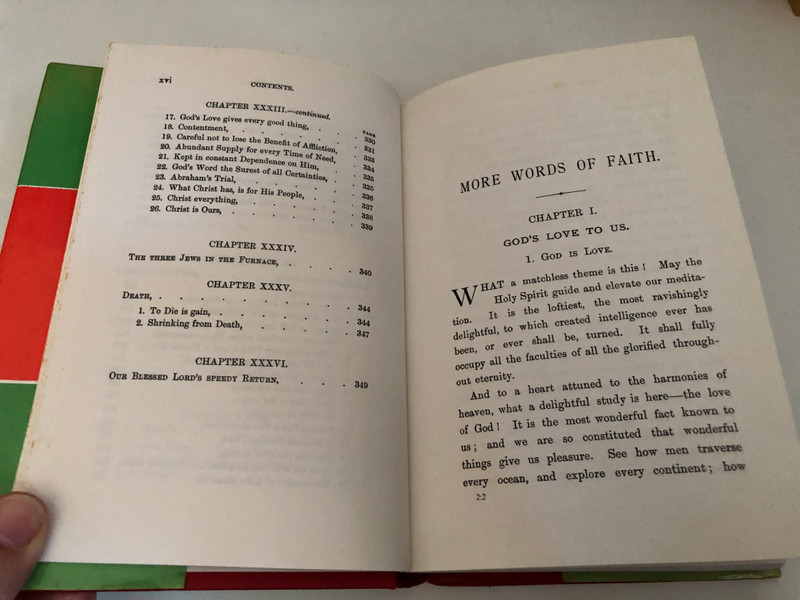 xvi CONTENTS.
CHAPTER XXXIII.—continued.
PAGE
17. God's Love gives every good thing, . . 330
18. Contentment, . . . . . 331
19. Careful not to lose the Benefit of Affliction, . 333
20. Abundant Supply for every Time of Need, . 334
21. Kept in constant Dependence on Him, . . 335
22. God's Word the Surest of all Certainties, . . 335
23. Abraham's Trial, . . . . . 336
24. What Christ has, is for His People, . . . 337
25. Christ everything, . . . . . 338
26. Christ is Ours, . . . . . . 339
CHAPTER XXXIV.
THE THREE JEWS IN THE FURNACE, . . . . 340
CHAPTER XXXV.
DEATH, . . . . . . . . . 344
1. To Die is gain, . . . . . . 344
2. Shrinking from Death, . . . . . 347
CHAPTER XXXVI.
OUR BLESSED LORD'S SPEEDY RETURN, . . . 349
MORE WORDS OF FAITH.
CHAPTER I.
GOD'S LOVE TO US.
1. GOD IS LOVE.
WHAT a matchless theme is this! May the
Holy Spirit guide and elevate our medita-
tion. It is the loftiest, the most ravishingly
delightful, to which created intelligence ever has
been, or ever shall be, turned. It shall fully
occupy all the faculties of all the glorified through-
out eternity.
And to a heart attuned to the harmonies of
heaven, what a delightful study is here—the love
of God! It is the most wonderful fact known to
us; and we are so constituted that wonderful
things give us pleasure. See how men traverse
every ocean, and explore every continent; how
2:2